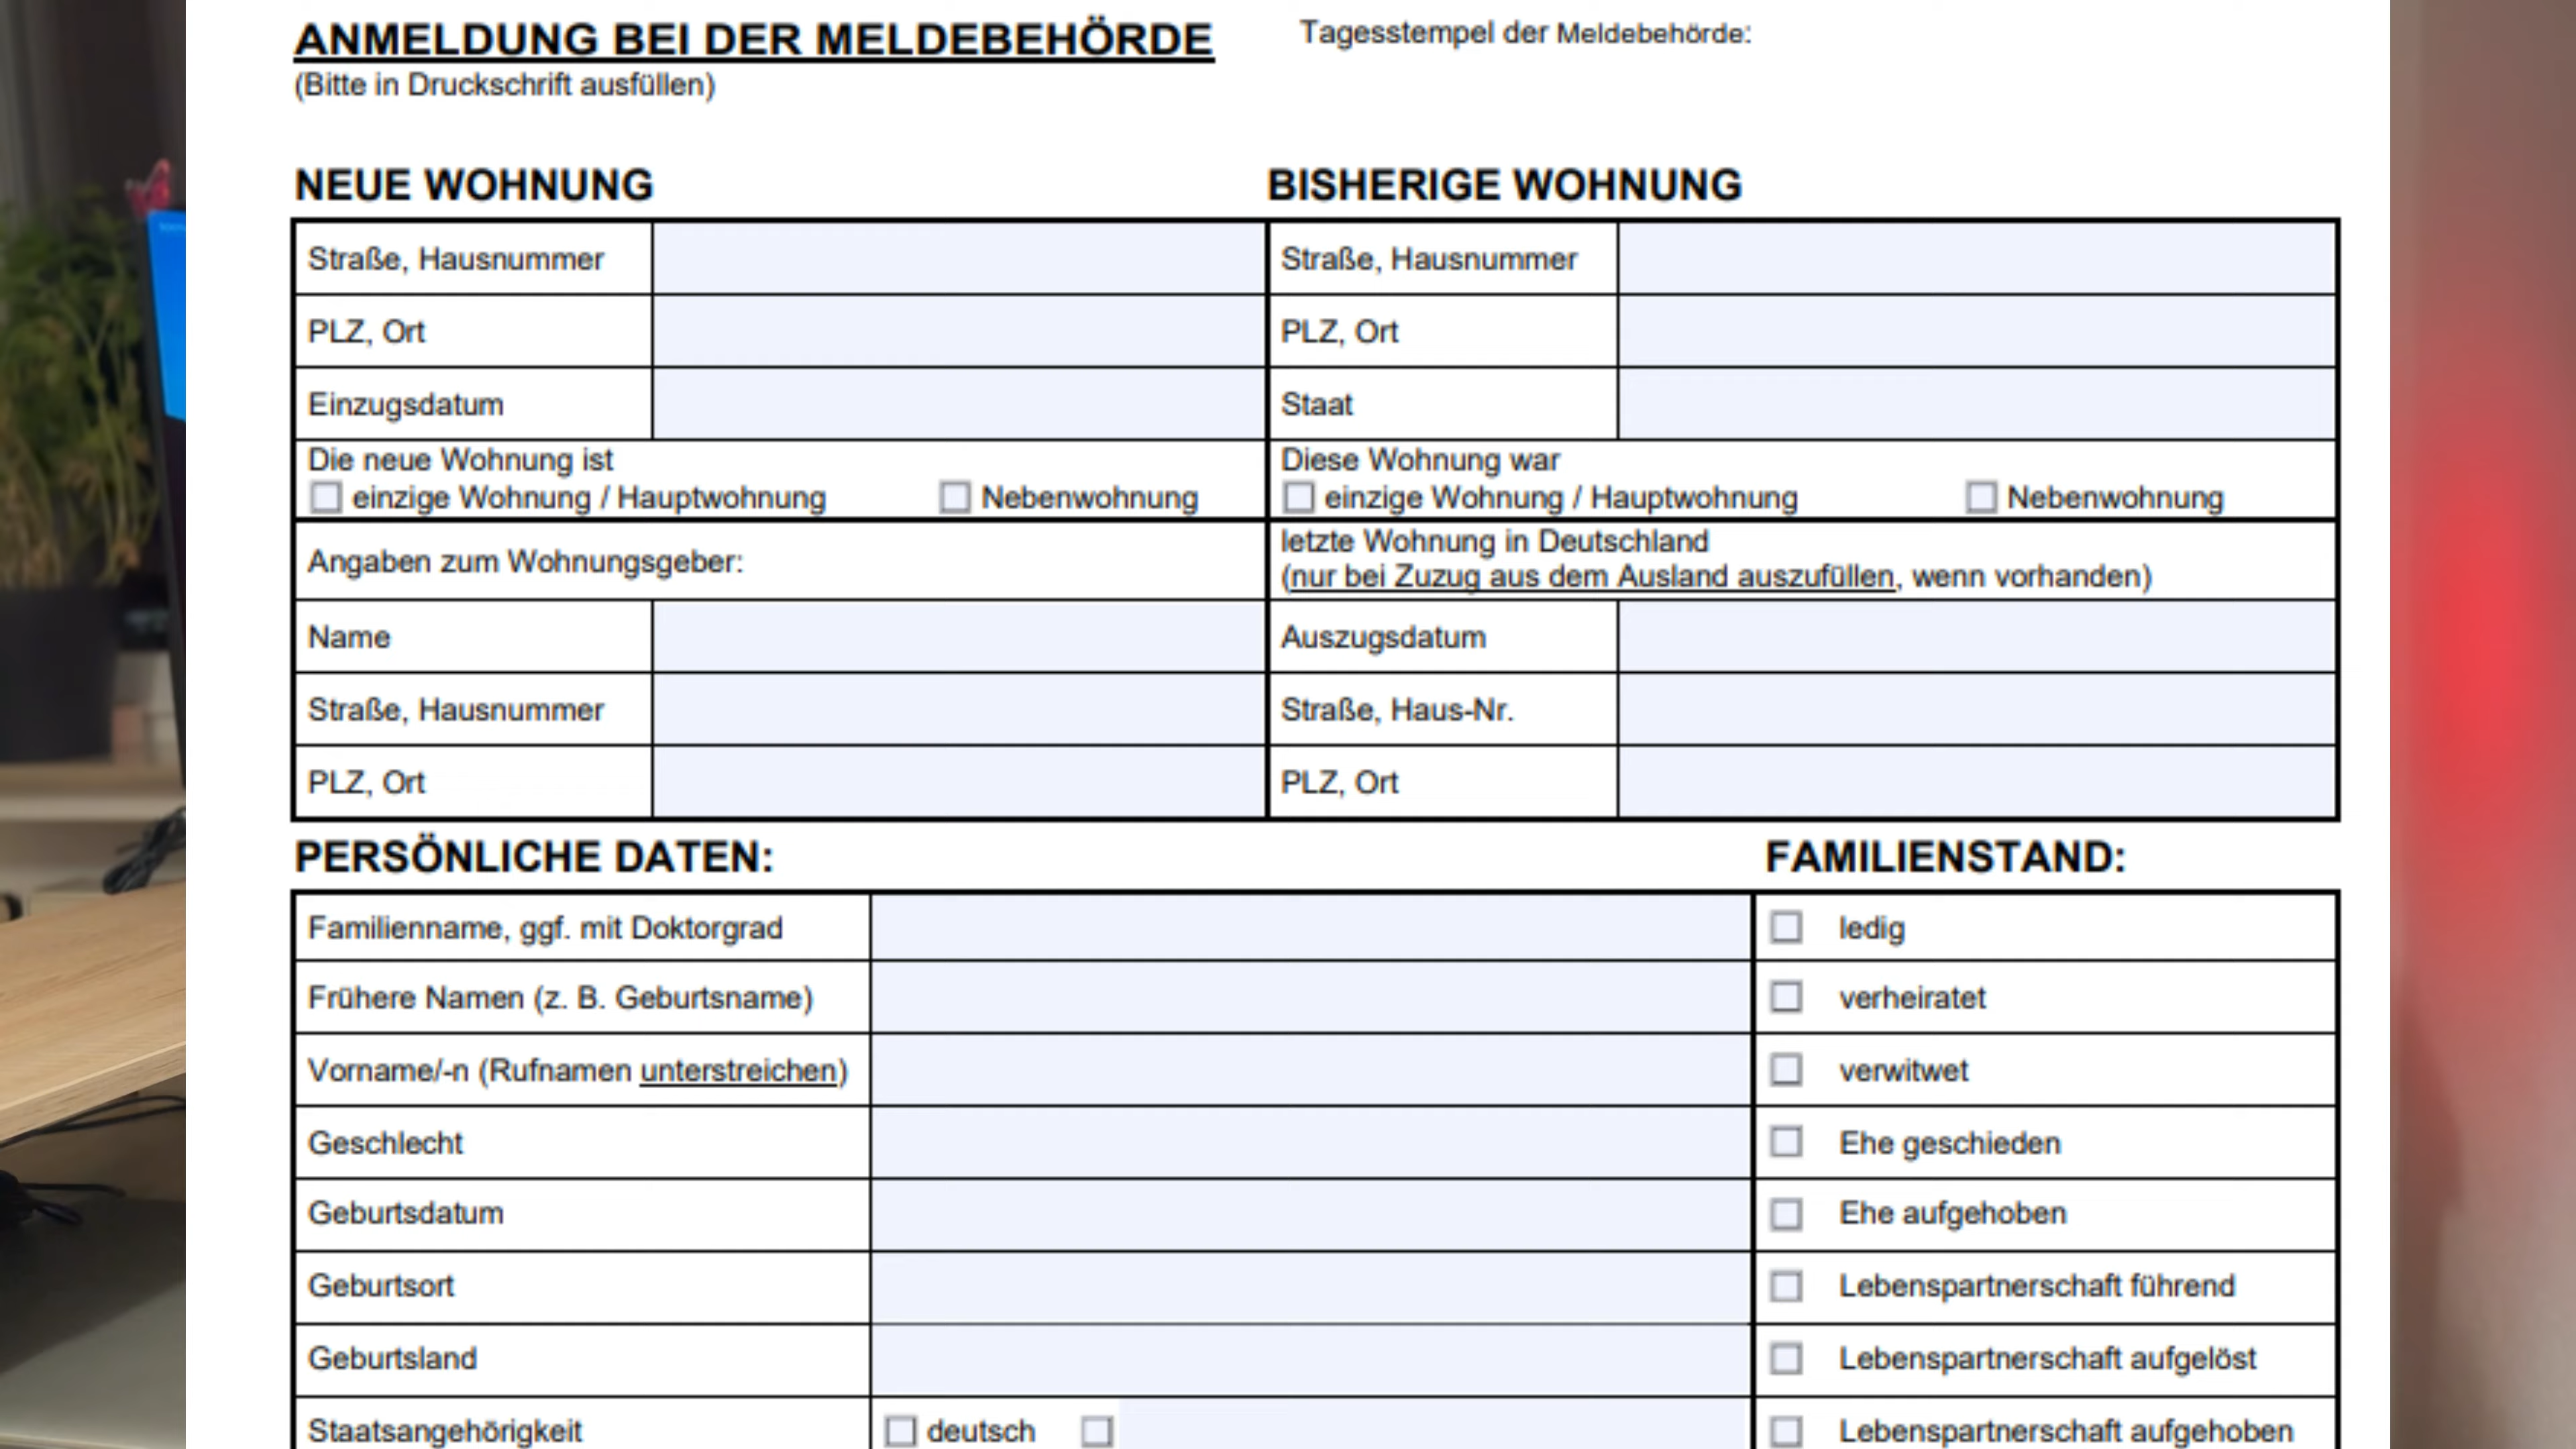 ANMELDUNG BEI DER MELDEBEHÖRDE
Tagesstempel der Meldebehörde:
(Bitte in Druckschrift ausfüllen)
NEUE WOHNUNG
Straße, Hausnummer
PLZ, Ort
Einzugsdatum
Die neue Wohnung ist
einzige Wohnung / Hauptwohnung
Nebenwohnung
Angaben zum Wohnungsgeber:
Name
Straße, Hausnummer
PLZ, Ort
BISHERIGE WOHNUNG
Straße, Hausnummer
PLZ, Ort
Staat
Diese Wohnung war
einzige Wohnung / Hauptwohnung
Nebenwohnung
letzte Wohnung in Deutschland
(nur bei Zuzug aus dem Ausland auszufüllen, wenn vorhanden)
Auszugsdatum
Straße, Haus-Nr.
PLZ, Ort
PERSÖNLICHE DATEN:
Familienname, ggf. mit Doktorgrad
Frühere Namen (z. B. Geburtsname)
Vorname/-n (Rufnamen unterstreichen)
Geschlecht
Geburtsdatum
Geburtsort
Geburtsland
Staatsangehörigkeit
deutsch
FAMILIENSTAND:
ledig
verheiratet
verwitwet
Ehe geschieden
Ehe aufgehoben
Lebenspartnerschaft führend
Lebenspartnerschaft aufgelöst
Lebenspartnerschaft aufgehoben